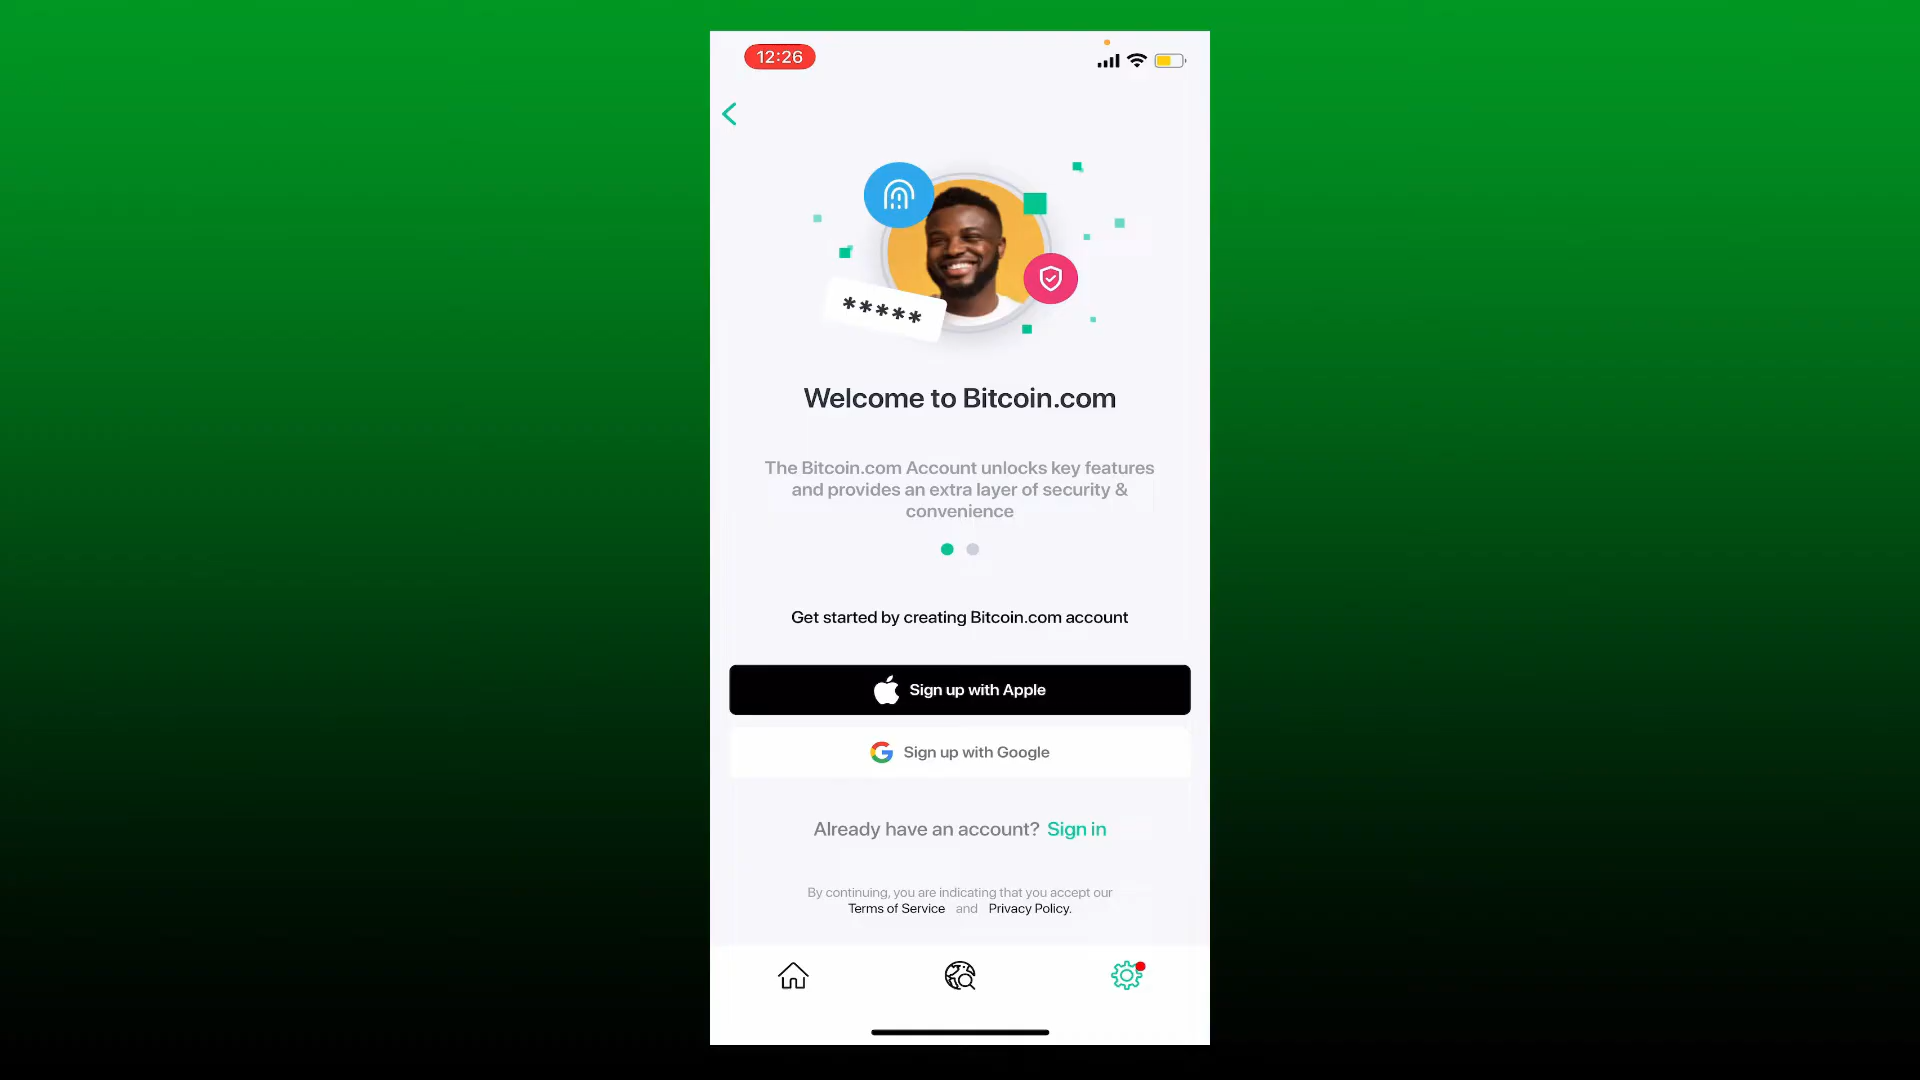 12:26
*****
Welcome to Bitcoin.com
The Bitcoin.com Account unlocks key features
and provides an extra layer of security &
convenience
Get started by creating Bitcoin.com account
Sign up with Apple
Sign up with Google
Already have an account? Sign in
By continuing, you are indicating that you accept our
Terms of Service and Privacy Policy.